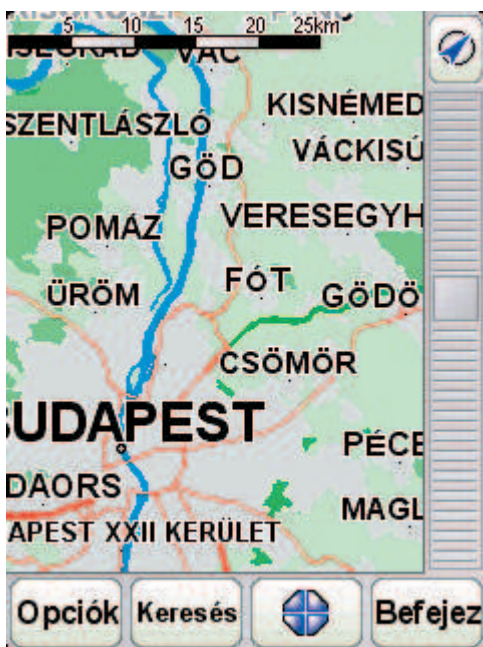 5 10 15 20 25km
VÁC
KISNÉMED
SZENTLÁSZLÓ
VÁCKISÚ
GÖD
POMÁZ
VERESEGYH
ÜRÖM
FÓT
GÖDÖ
CSÖMÖR
BUDAPEST
PÉCE
DAORS
MAGL
APEST XXII KERÜLET
Opciók Keresés Befejez